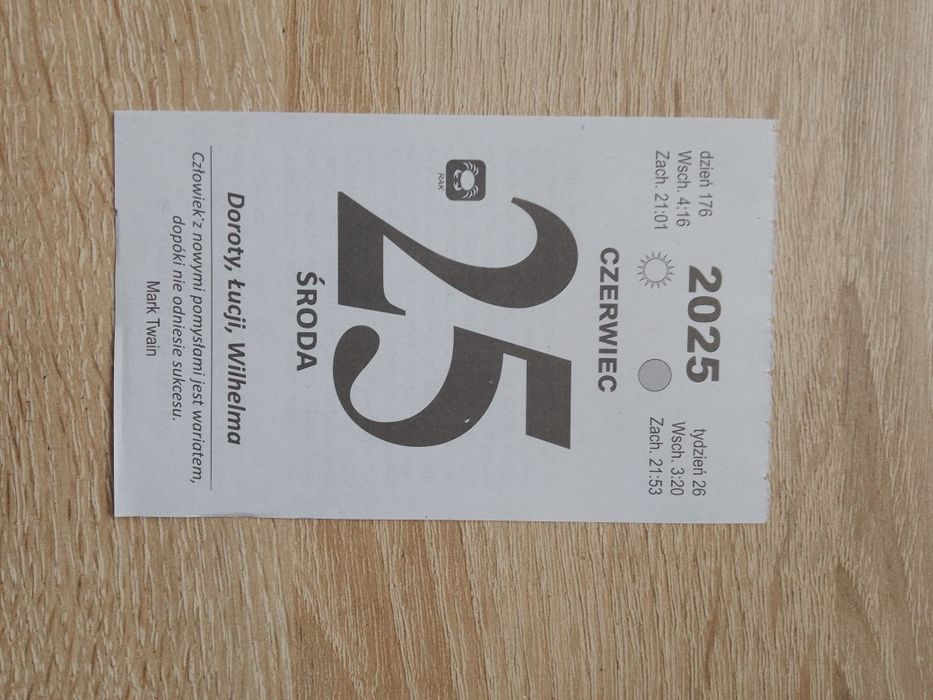 dzień 176
Wsch. 4:16
Zach. 21:01
2025
tydzień 26
Wsch. 3:20
Zach. 21:53
CZERWIEC
25
RAK
ŚRODA
Doroty, Łucji, Wilhelma
Człowiek z nowymi pomysłami jest wariatem,
dopóki nie odniesie sukcesu.
Mark Twain